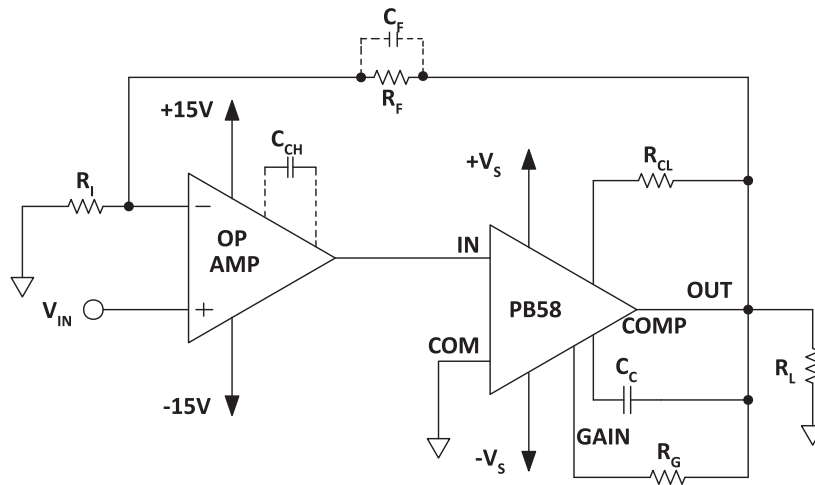 C_F
R_F
+15V
C_CH
R_I
OP
AMP
V_IN
-15V
+V_S
R_CL
IN
PB58
OUT
COMP
COM
C_C
R_L
GAIN
R_G
-V_S